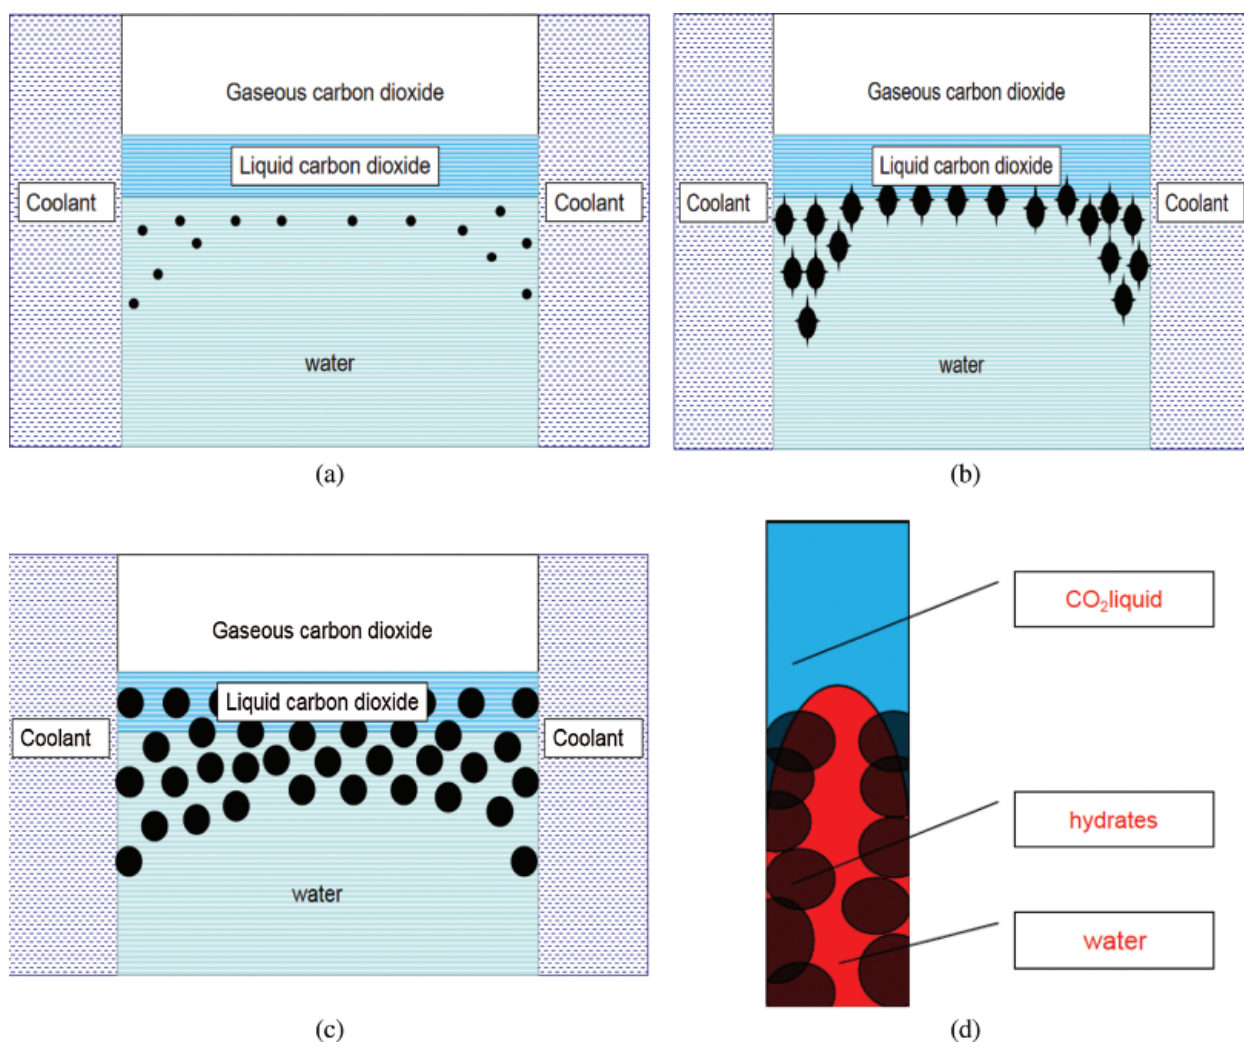 Gaseous carbon dioxide
Liquid carbon dioxide
Coolant
Coolant
water
(a)
Gaseous carbon dioxide
Liquid carbon dioxide
Coolant
Coolant
water
(b)
Gaseous carbon dioxide
Liquid carbon dioxide
Coolant
Coolant
water
(c)
CO₂liquid
hydrates
water
(d)